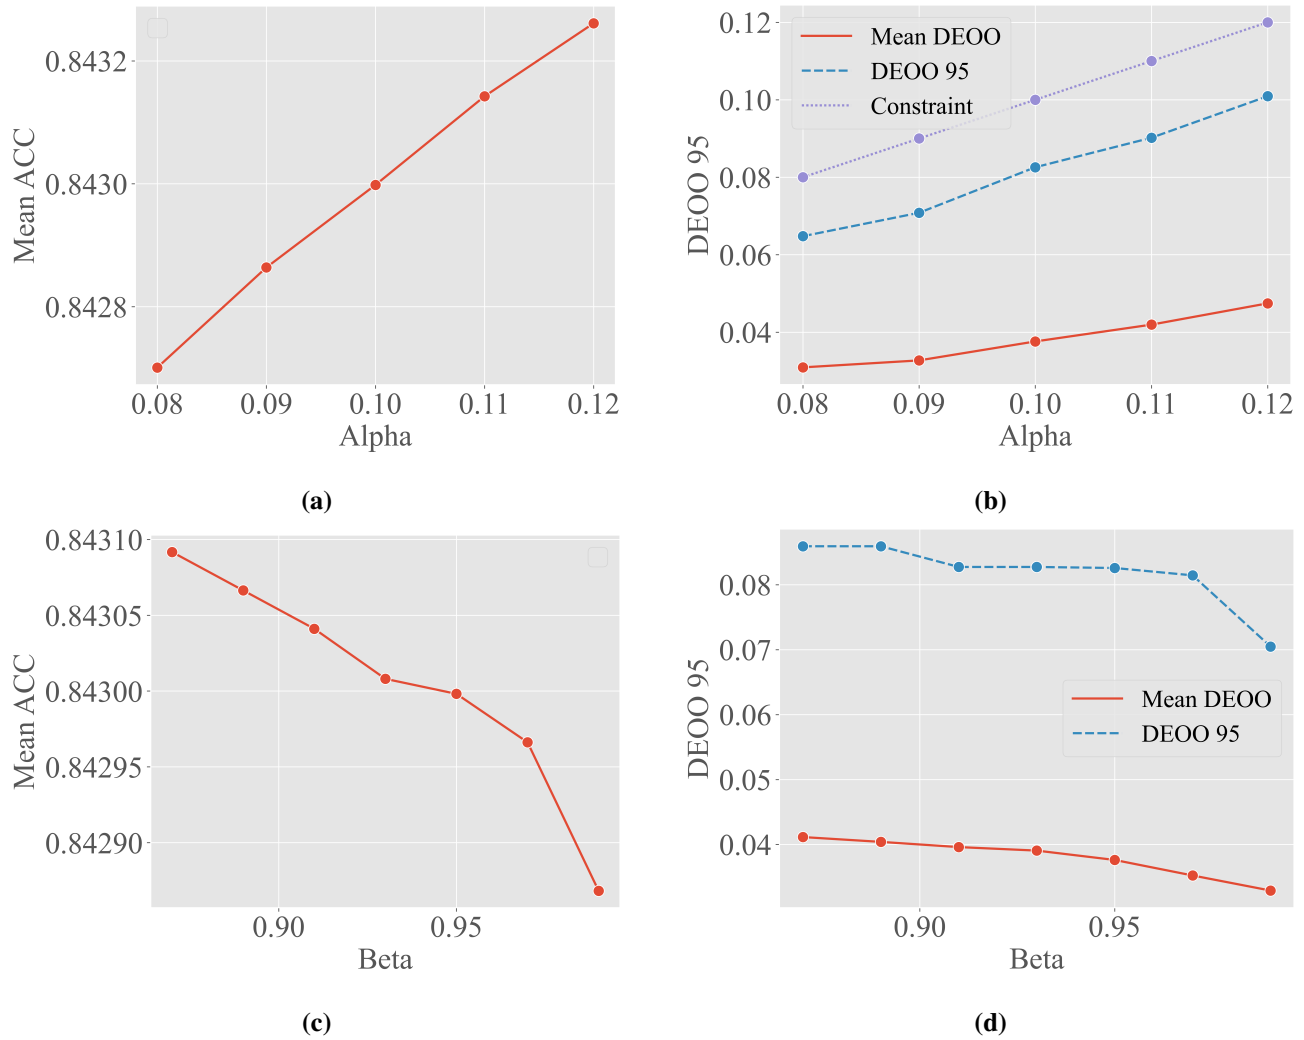 Mean ACC
0.8432
0.8430
0.8428
0.08 0.09 0.10 0.11 0.12
Alpha
(a)
DEOO 95
0.12
0.10
0.08
0.06
0.04
Mean DEOO
DEOO 95
Constraint
0.08 0.09 0.10 0.11 0.12
Alpha
(b)
Mean ACC
0.84310
0.84305
0.84300
0.84295
0.84290
0.90 0.95
Beta
(c)
DEOO 95
0.08
0.07
0.06
0.05
0.04
Mean DEOO
DEOO 95
0.90 0.95
Beta
(d)